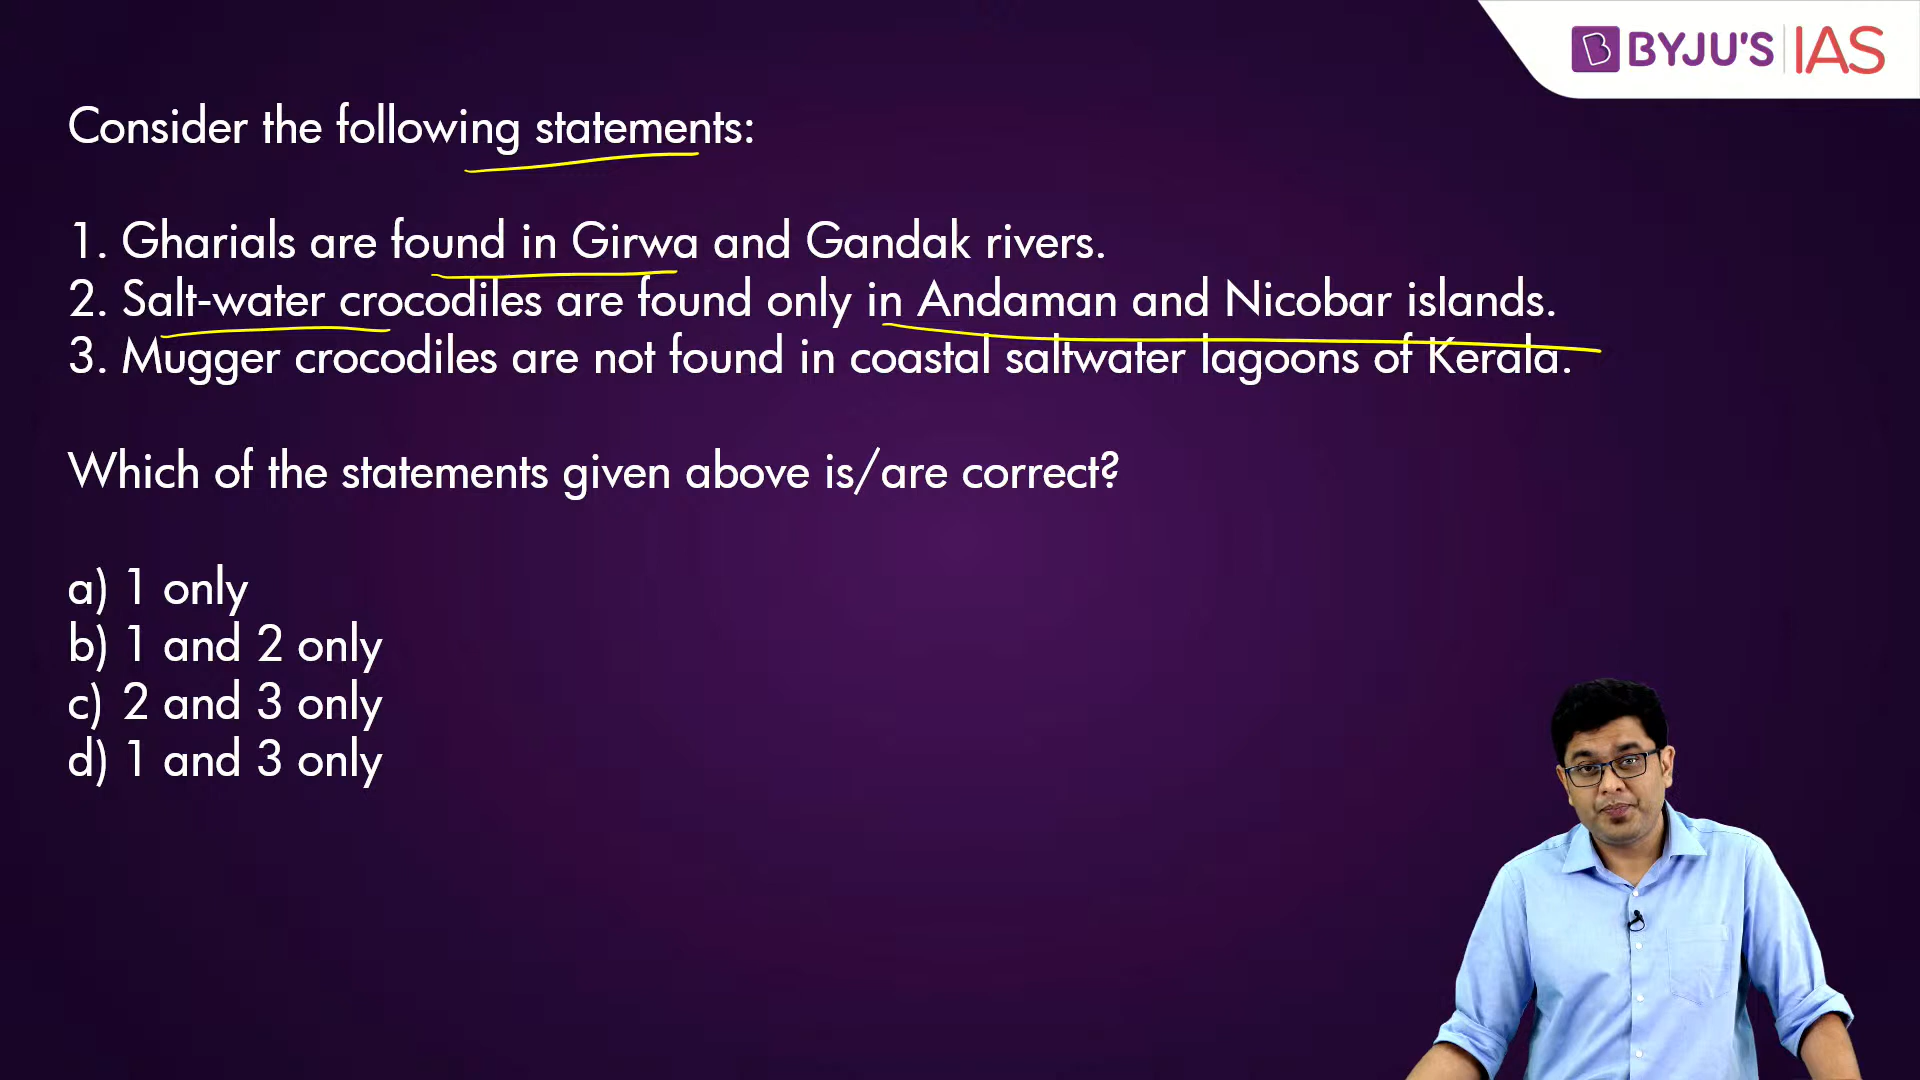 BYJU'S IAS
Consider the following statements:
1. Gharials are found in Girwa and Gandak rivers.
2. Salt-water crocodiles are found only in Andaman and Nicobar islands.
3. Mugger crocodiles are not found in coastal saltwater lagoons of Kerala.
Which of the statements given above is/are correct?
a) 1 only
b) 1 and 2 only
c) 2 and 3 only
d) 1 and 3 only